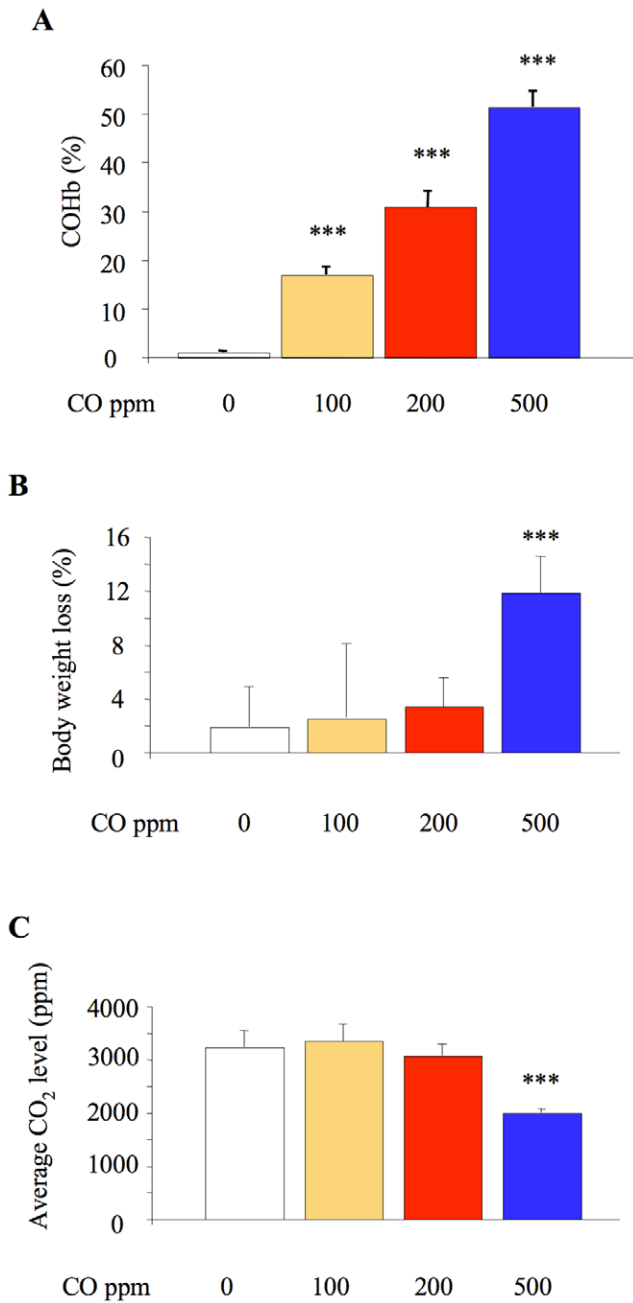 A
COHb (%)
60
50
40
30
20
10
0
***
***
***
CO ppm 0 100 200 500
B
Body weight loss (%)
16
12
8
4
0
***
CO ppm 0 100 200 500
C
Average CO₂ level (ppm)
4000
3000
2000
1000
0
***
CO ppm 0 100 200 500